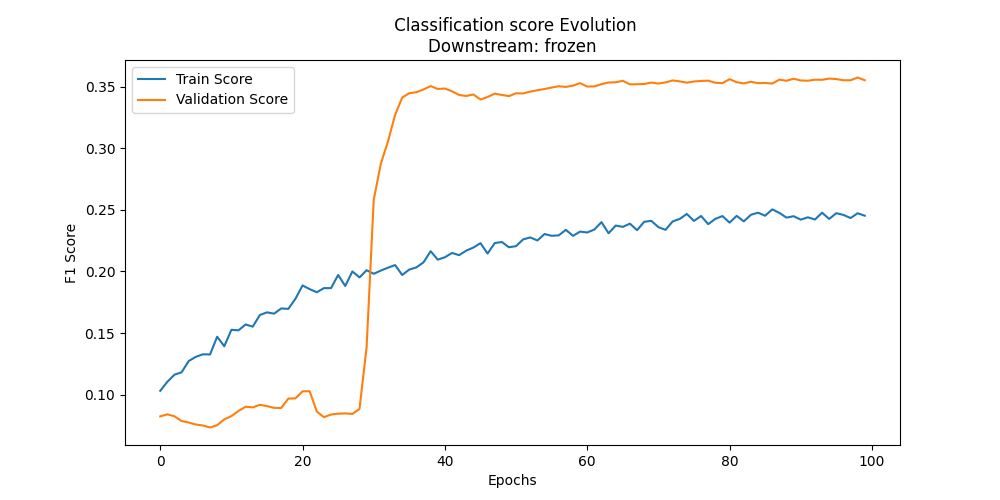 Classification score Evolution
Downstream: frozen
Train Score
Validation Score
F1 Score
0.35
0.30
0.25
0.20
0.15
0.10
0 20 40 60 80 100
Epochs